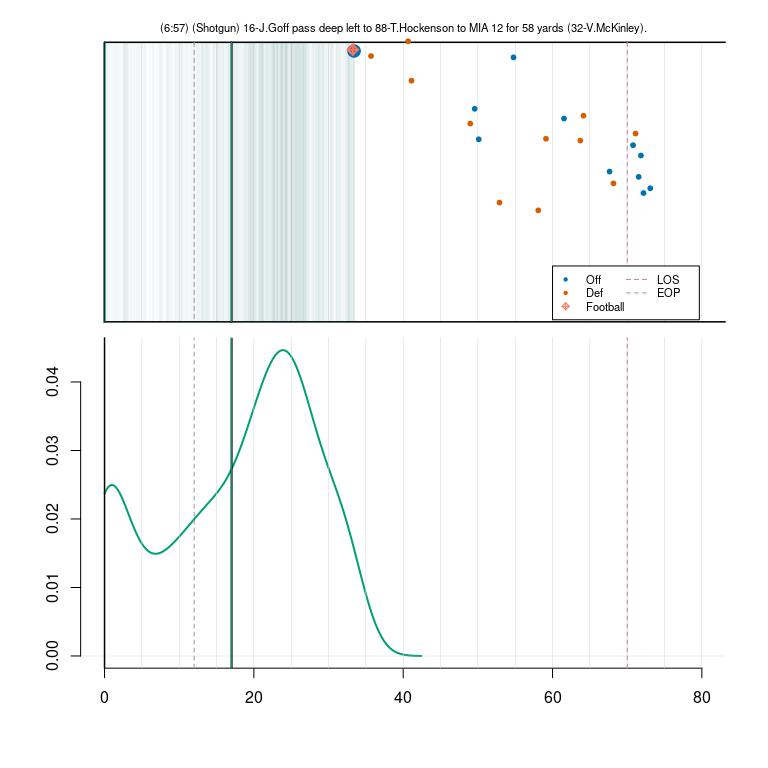 (6:57) (Shotgun) 16-J.Goff pass deep left to 88-T.Hockenson to MIA 12 for 58 yards (32-V.McKinley).
Off
LOS
Def
EOP
Football
0.04
0.03
0.02
0.01
0.00
0
20
40
60
80